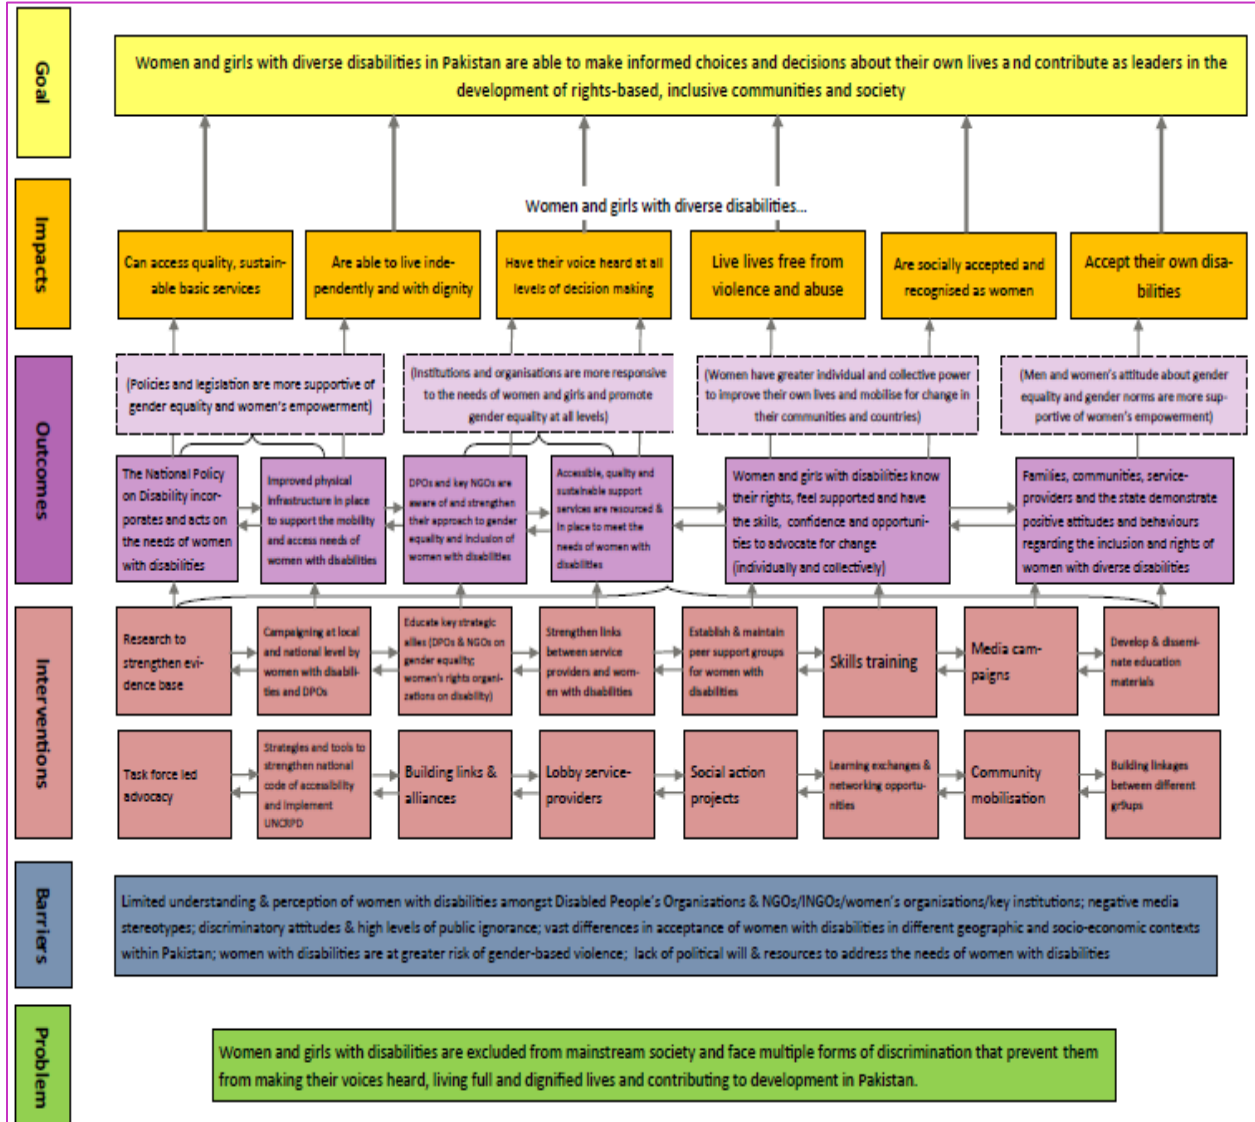 Goal
Women and girls with diverse disabilities in Pakistan are able to make informed choices and decisions about their own lives and contribute as leaders in the
development of rights-based, inclusive communities and society
Impacts
Women and girls with diverse disabilities...
Can access quality, sustain-
able basic services
Are able to live inde-
pendently and with dignity
Have their voice heard at all
levels of decision making
Live lives free from
violence and abuse
Are socially accepted and
recognised as women
Accept their own disa-
bilities
Outcomes
(Policies and legislation are more supportive of
gender equality and women's empowerment)
(Institutions and organisations are more responsive
to the needs of women and girls and promote
gender equality at all levels)
(Women have greater individual and collective power
to improve their own lives and mobilise for change in
their communities and countries)
(Men and women's attitude about gender
equality and gender norms are more sup-
portive of women's empowerment)
The National Policy
on Disability incor-
porates and acts on
the needs of women
with disabilities
Improved physical
infrastructure in place
to support the mobility
and access needs of
women with disabilities
DPOs and key NGOs are
aware of and strengthen
their approach to gender
equality and inclusion of
women with disabilities
Accessible, quality and
sustainable support
services are resourced &
in place to meet the
needs of women with
disabilities
Women and girls with disabilities know
their rights, feel supported and have
the skills, confidence and opportuni-
ties to advocate for change
(individually and collectively)
Families, communities, service-
providers and the state demonstrate
positive attitudes and behaviours
regarding the inclusion and rights of
women with diverse disabilities
Interventions
Research to
strengthen evi-
dence base
Campaigning at local
and national level by
women with disabili-
ties and DPOs
Educate key strategic
allies (DPOs & NGOs on
gender equality;
women's rights organi-
zations on disability)
Strengthen links
between service
providers and wom-
en with disabilities
Establish & maintain
peer support groups
for women with
disabilities
Skills training
Media cam-
paigns
Develop & dissemi-
nate education
materials
Task force led
advocacy
Strategies and tools to
strengthen national
code of accessibility
and implement
UNCRPD
Building links &
alliances
Lobby service-
providers
Social action
projects
Learning exchanges &
networking opportu-
nities
Community
mobilisation
Building linkages
between different
gr9ups
Barriers
Limited understanding & perception of women with disabilities amongst Disabled People's Organisations & NGOs/INGOs/women's organisations/key institutions; negative media
stereotypes; discriminatory attitudes & high levels of public ignorance; vast differences in acceptance of women with disabilities in different geographic and socio-economic contexts
within Pakistan; women with disabilities are at greater risk of gender-based violence; lack of political will & resources to address the needs of women with disabilities
Problem
Women and girls with disabilities are excluded from mainstream society and face multiple forms of discrimination that prevent them
from making their voices heard, living full and dignified lives and contributing to development in Pakistan.